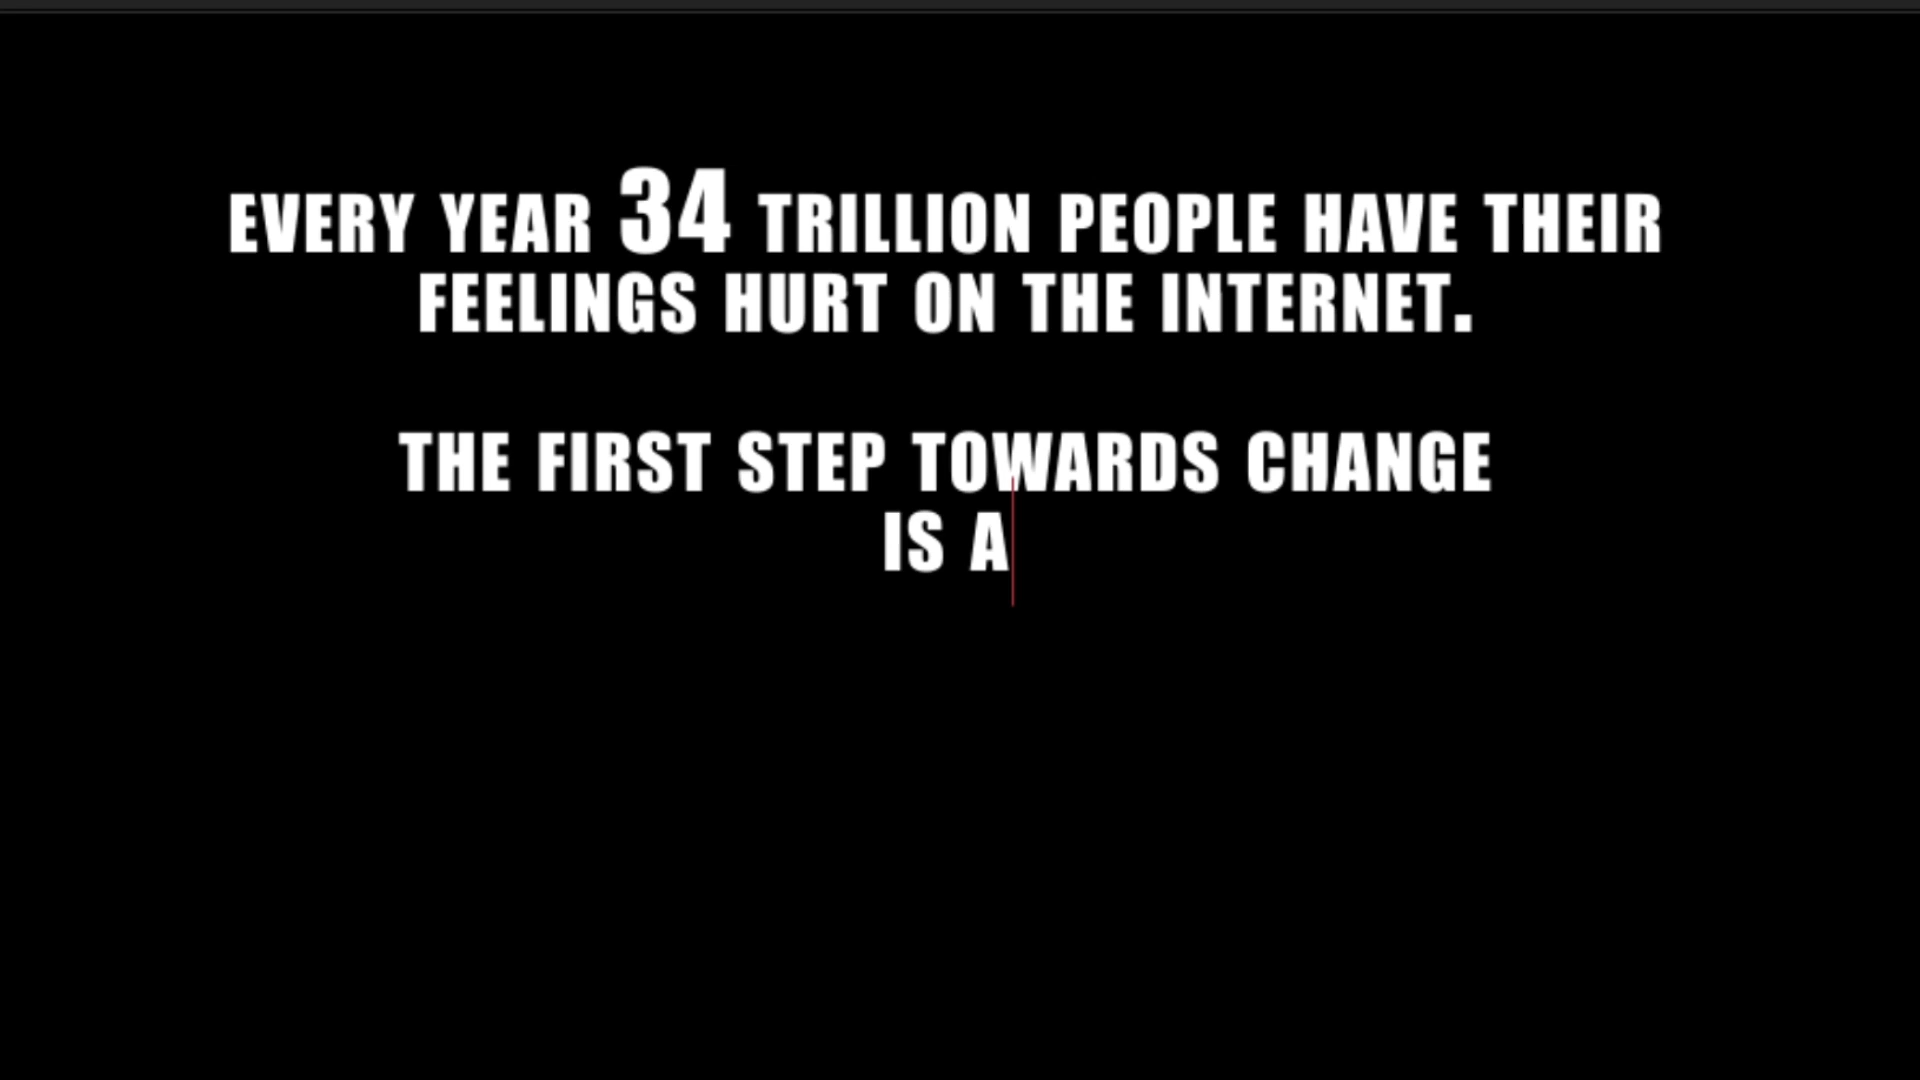 EVERY YEAR 34 TRILLION PEOPLE HAVE THEIR
FEELINGS HURT ON THE INTERNET.
THE FIRST STEP TOWARDS CHANGE
IS A